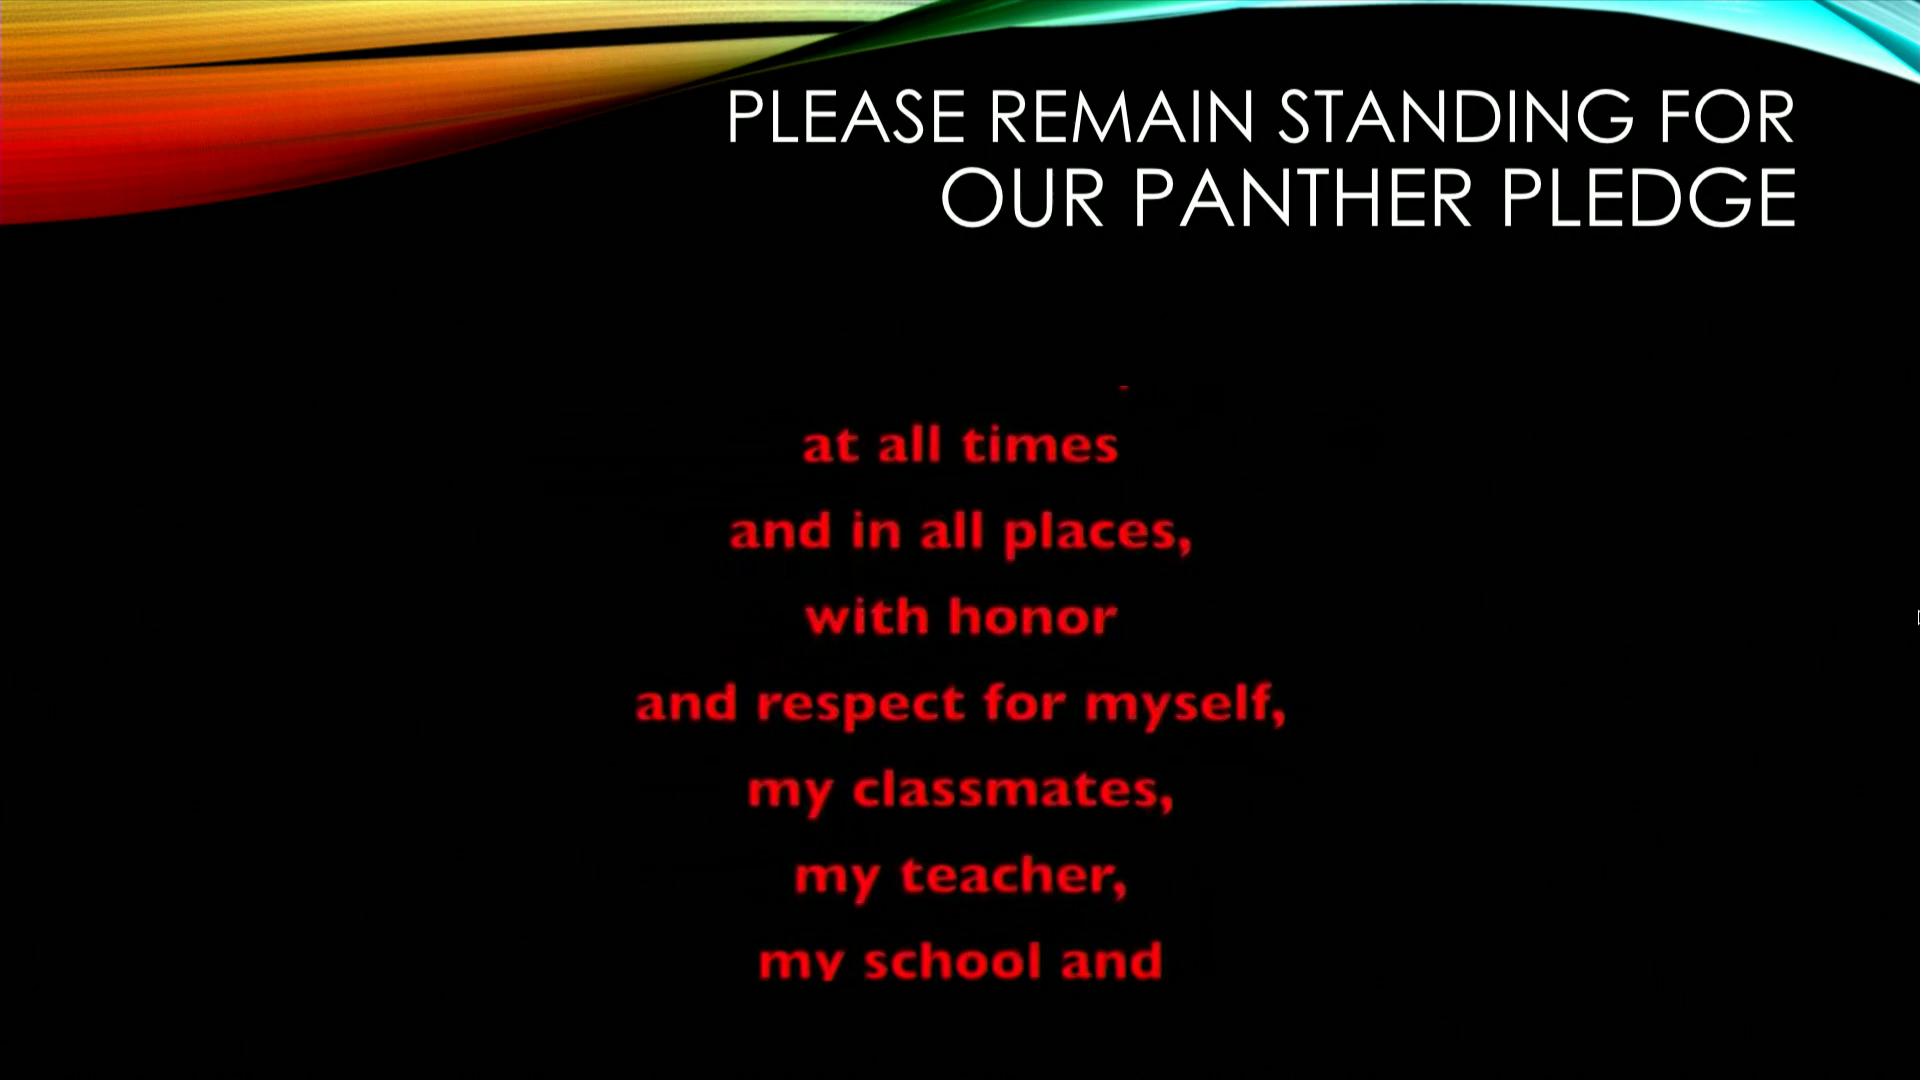 PLEASE REMAIN STANDING FOR
OUR PANTHER PLEDGE
at all times
and in all places,
with honor
and respect for myself,
my classmates,
my teacher,
my school and